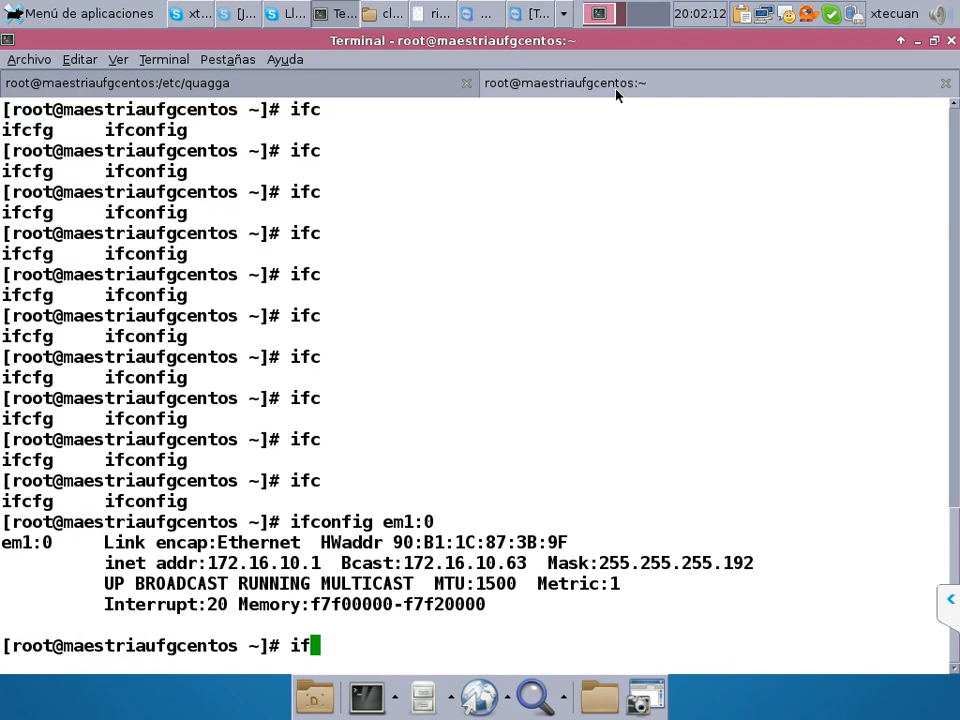 Menú de aplicaciones xt... [J... Ll... Te... cl... ri... ... [T... 20:02:12 xtecuan
Terminal - root@maestriaufgcentos:~
Archivo Editar Ver Terminal Pestañas Ayuda
root@maestriaufgcentos:/etc/quagga root@maestriaufgcentos:~
[root@maestriaufgcentos ~]# ifc
ifcfg ifconfig
[root@maestriaufgcentos ~]# ifc
ifcfg ifconfig
[root@maestriaufgcentos ~]# ifc
ifcfg ifconfig
[root@maestriaufgcentos ~]# ifc
ifcfg ifconfig
[root@maestriaufgcentos ~]# ifc
ifcfg ifconfig
[root@maestriaufgcentos ~]# ifc
ifcfg ifconfig
[root@maestriaufgcentos ~]# ifc
ifcfg ifconfig
[root@maestriaufgcentos ~]# ifc
ifcfg ifconfig
[root@maestriaufgcentos ~]# ifc
ifcfg ifconfig
[root@maestriaufgcentos ~]# ifc
ifcfg ifconfig
[root@maestriaufgcentos ~]# ifconfig em1:0
em1:0 Link encap:Ethernet HWaddr 90:B1:1C:87:3B:9F
inet addr:172.16.10.1 Bcast:172.16.10.63 Mask:255.255.255.192
UP BROADCAST RUNNING MULTICAST MTU:1500 Metric:1
Interrupt:20 Memory:f7f00000-f7f20000
[root@maestriaufgcentos ~]# if